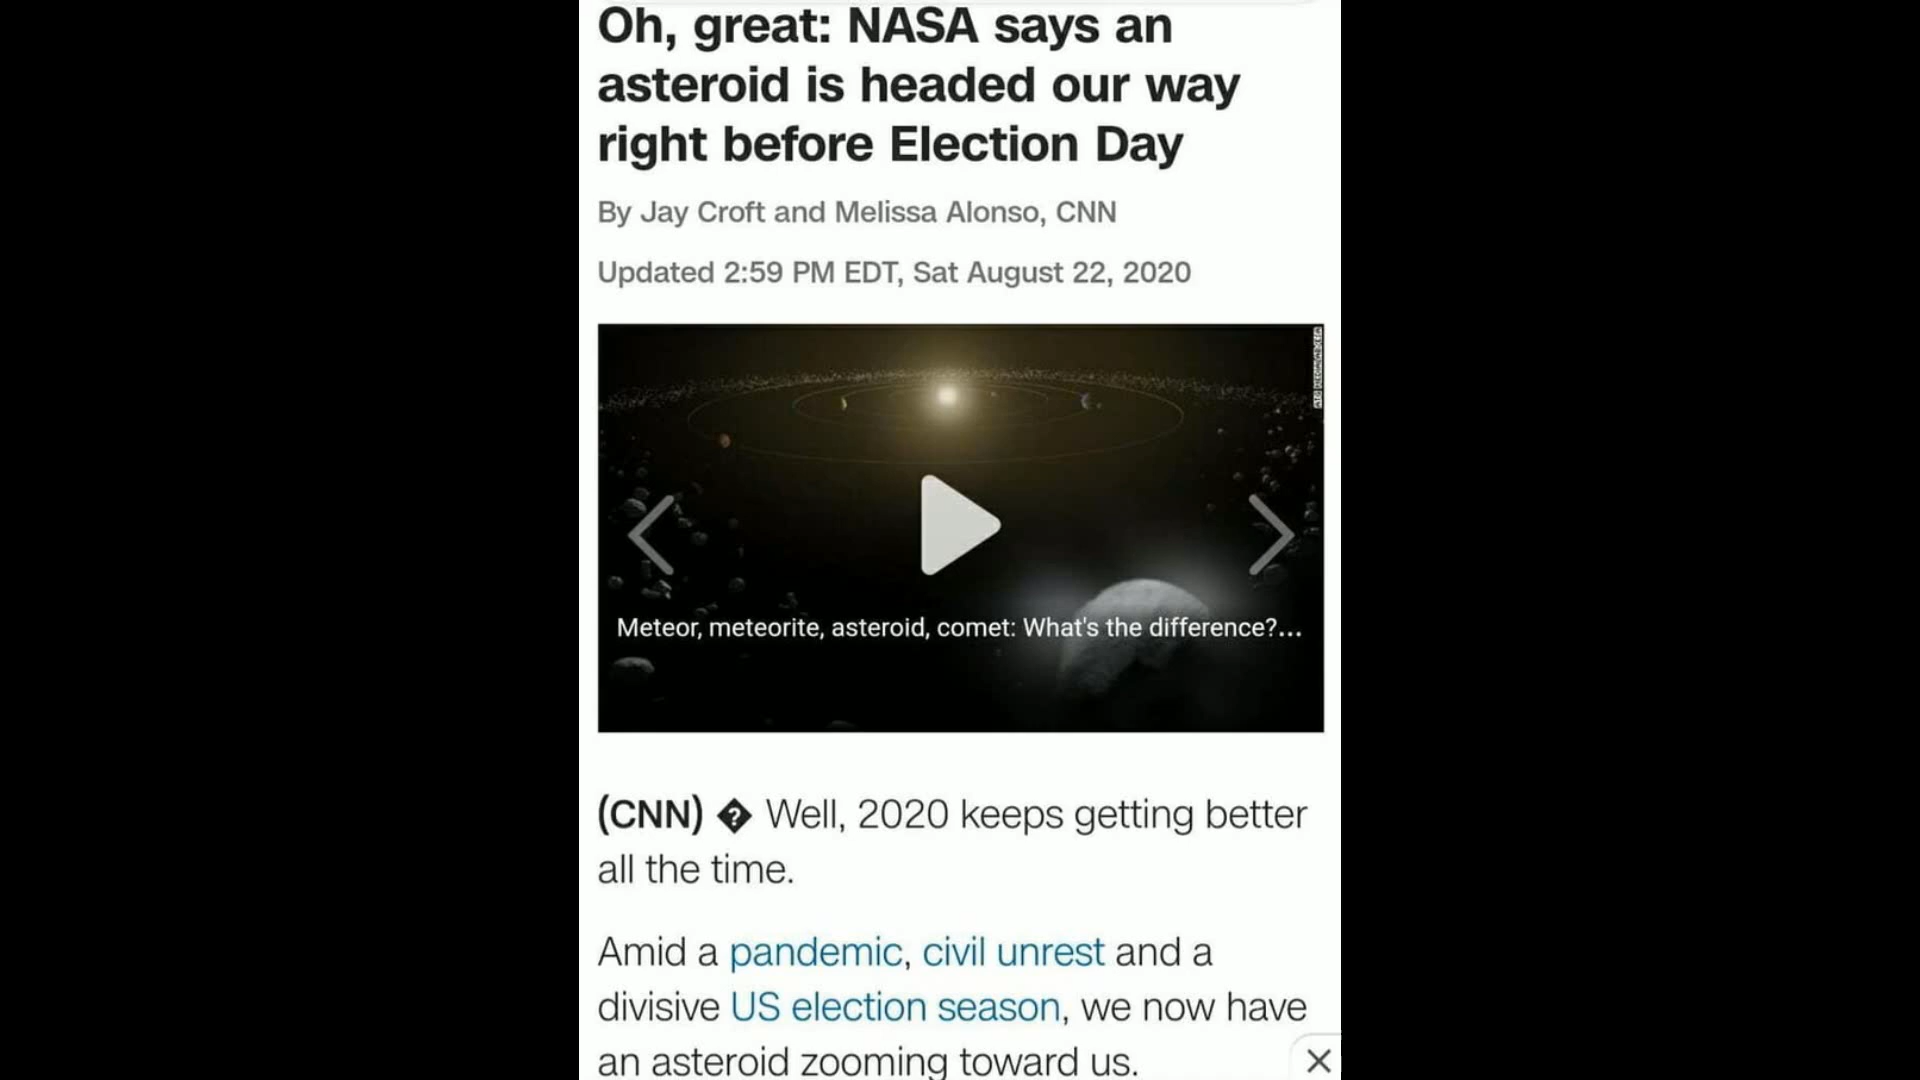 Oh, great: NASA says an
asteroid is headed our way
right before Election Day
By Jay Croft and Melissa Alonso, CNN
Updated 2:59 PM EDT, Sat August 22, 2020
Meteor, meteorite, asteroid, comet: What's the difference?...
(CNN) � Well, 2020 keeps getting better
all the time.
Amid a pandemic, civil unrest and a
divisive US election season, we now have
an asteroid zooming toward us.